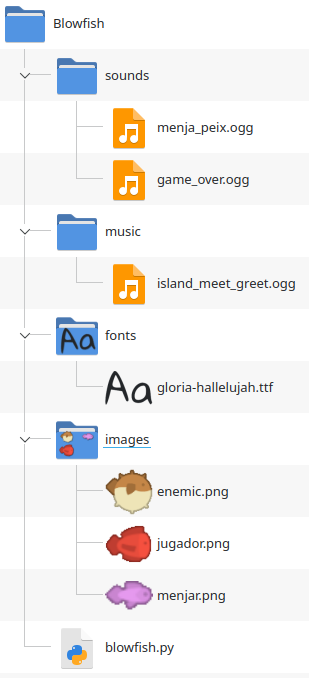 Blowfish
sounds
menja_peix.ogg
game_over.ogg
music
island_meet_greet.ogg
Aa fonts
Aa gloria-hallelujah.ttf
images
enemic.png
jugador.png
menjar.png
blowfish.py